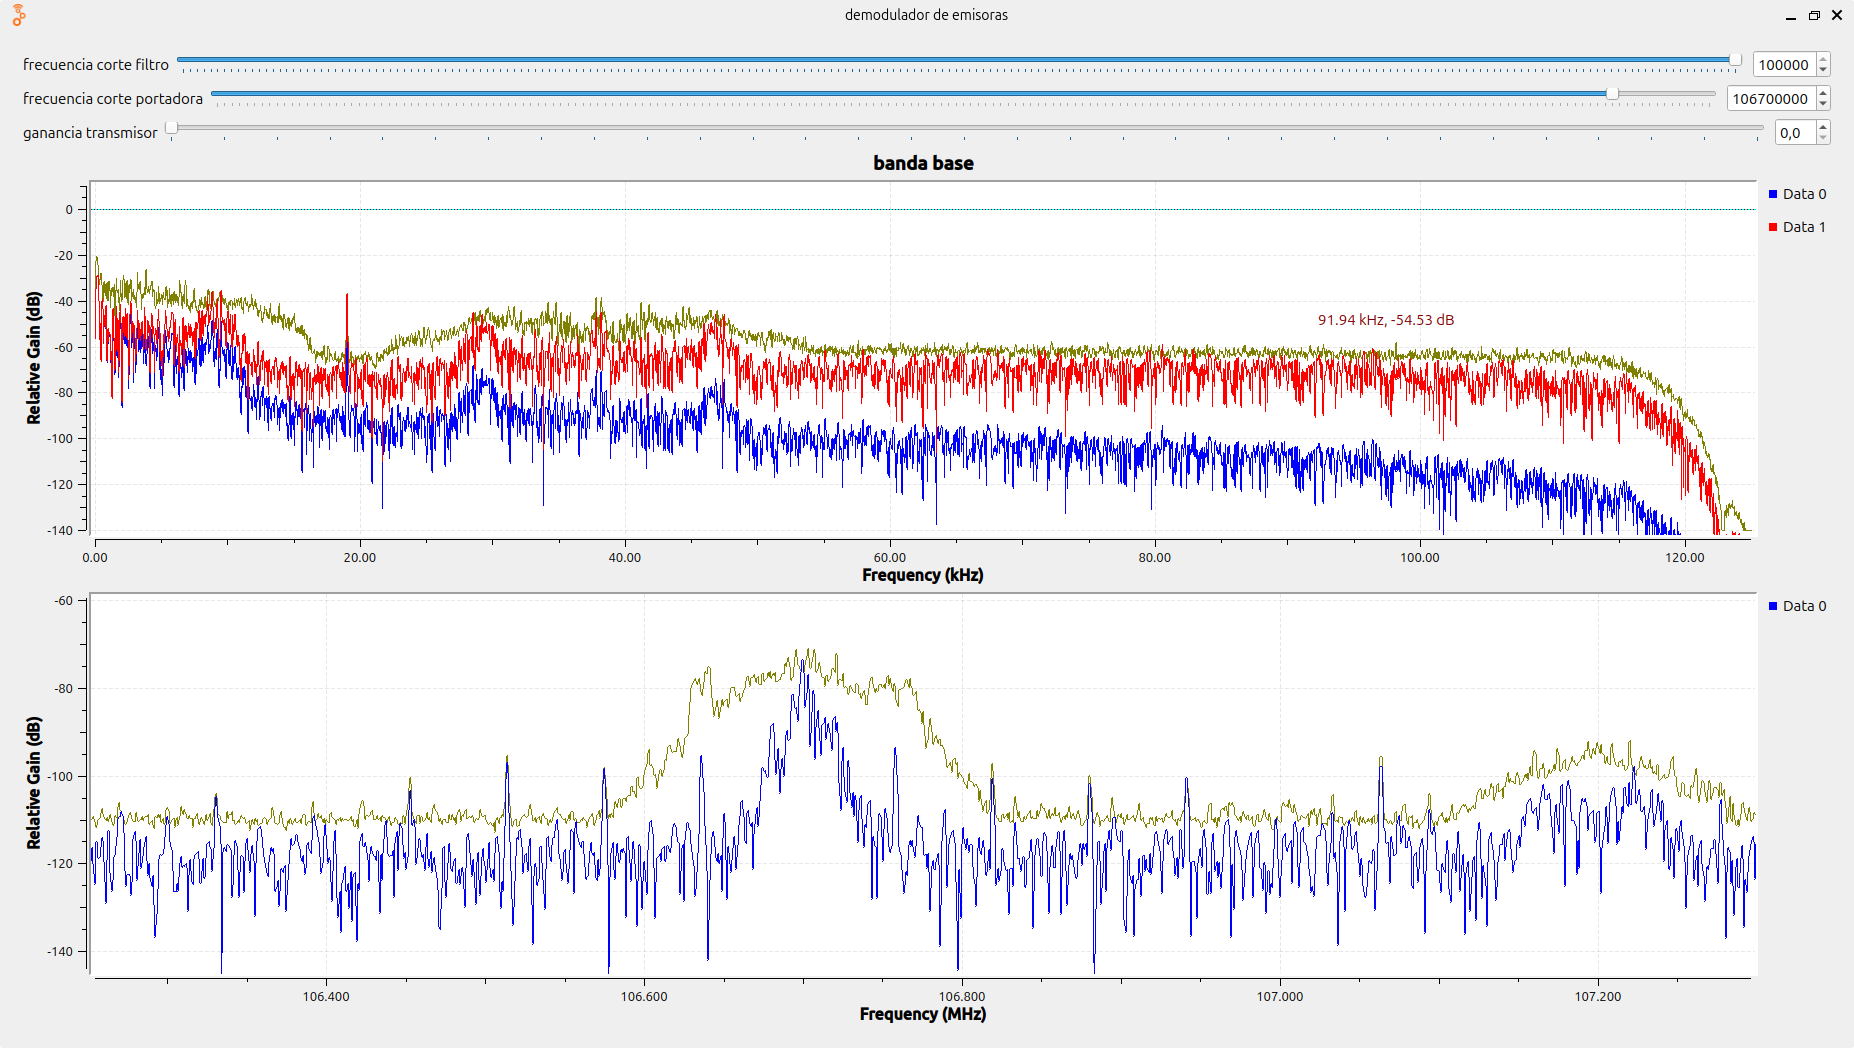 demodulador de emisoras
frecuencia corte filtro 100000
frecuencia corte portadora 106700000
ganancia transmisor 0,0
banda base
Relative Gain (dB)
0
-20
-40
-60
-80
-100
-120
-140
91.94 kHz, -54.53 dB
Data 0
Data 1
0.00 20.00 40.00 60.00 80.00 100.00 120.00
Frequency (kHz)
Relative Gain (dB)
-60
-80
-100
-120
-140
Data 0
106.400 106.600 106.800 107.000 107.200
Frequency (MHz)